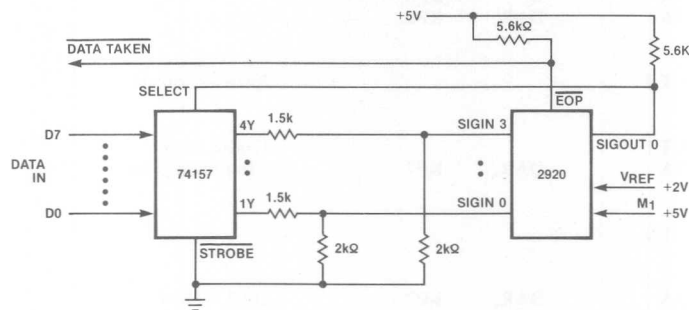 +5V
5.6kΩ
5.6K
DATA TAKEN
SELECT
EOP
D7
4Y
1.5k
SIGIN 3
SIGOUT 0
DATA
IN
74157
2920
VREF
+2V
D0
1Y
1.5k
SIGIN 0
M1
+5V
STROBE
2kΩ
2kΩ